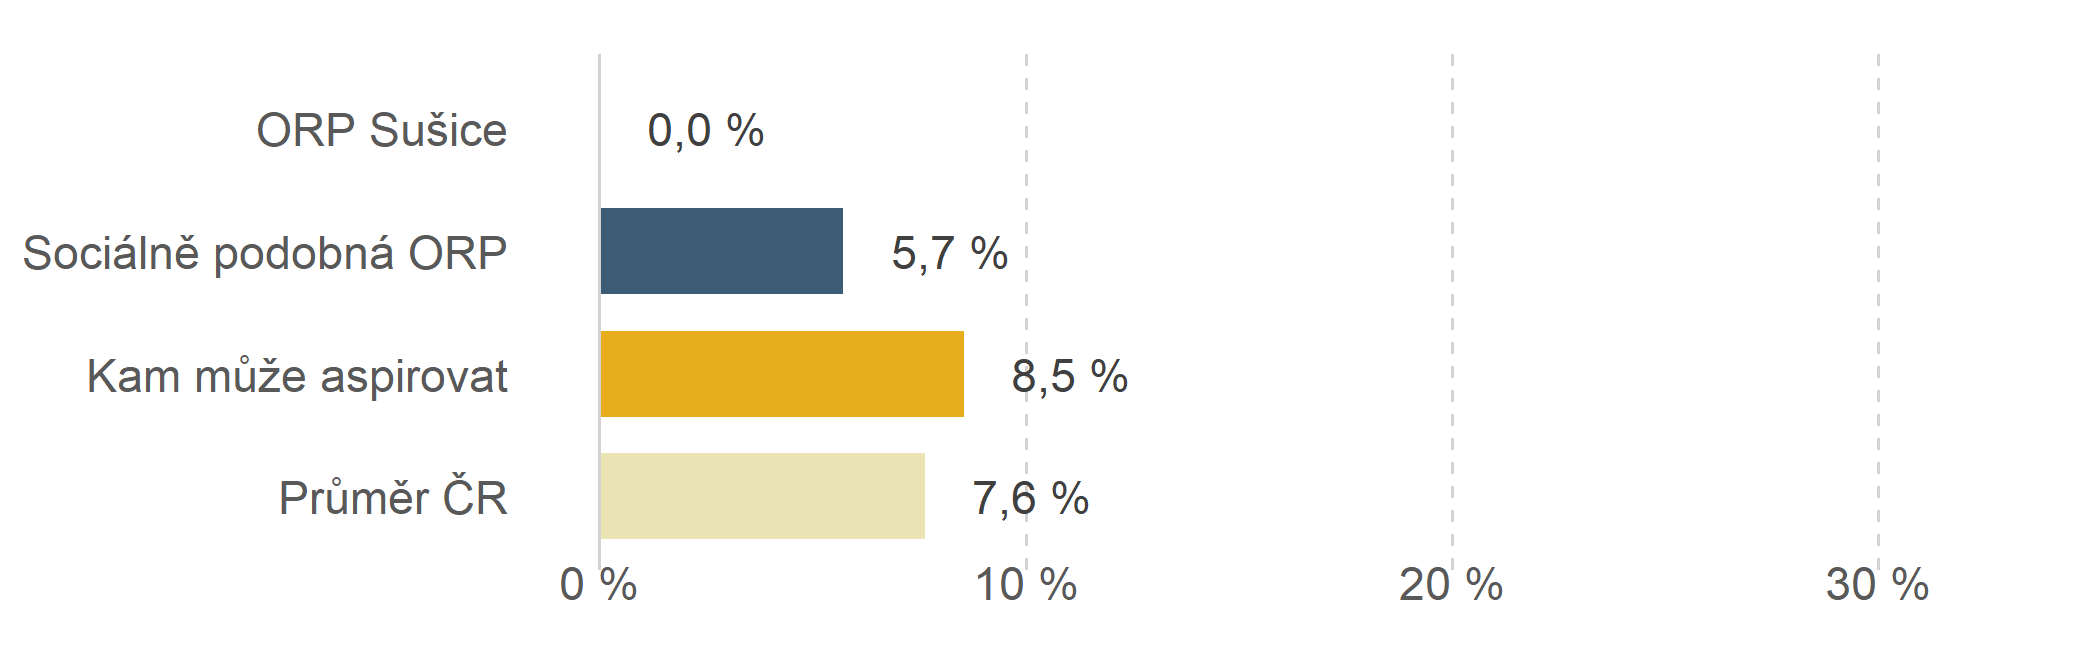 ORP Sušice 0,0 %
Sociálně podobná ORP 5,7 %
Kam může aspirovat 8,5 %
Průměr ČR 7,6 %
0 % 10 % 20 % 30 %